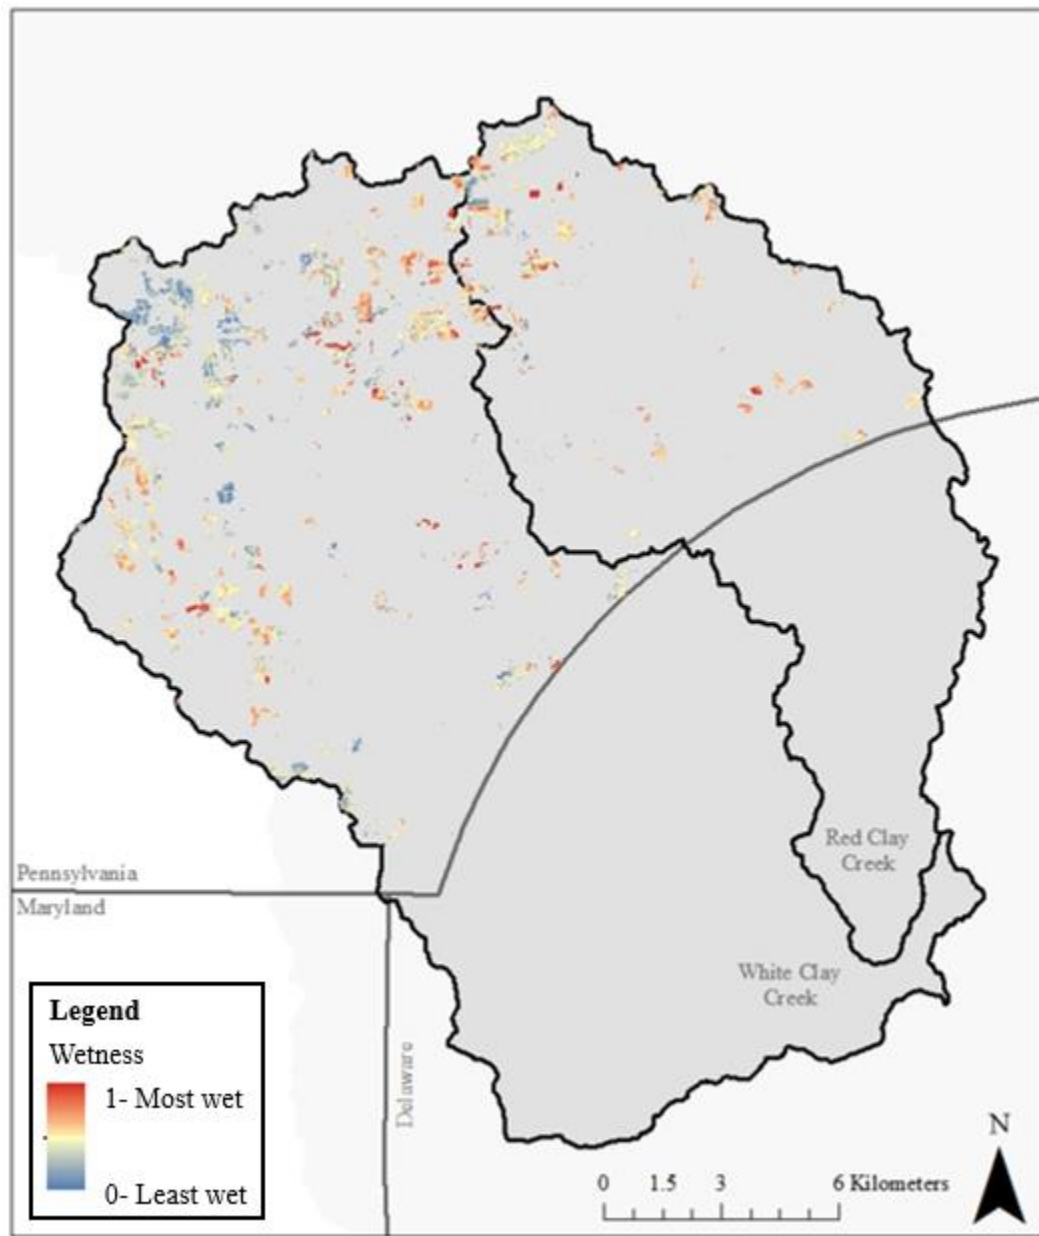 Red Clay
Creek
Pennsylvania
Maryland
White Clay
Creek
Delaware
Legend
Wetness
1- Most wet
0- Least wet
N
0 1.5 3 6 Kilometers